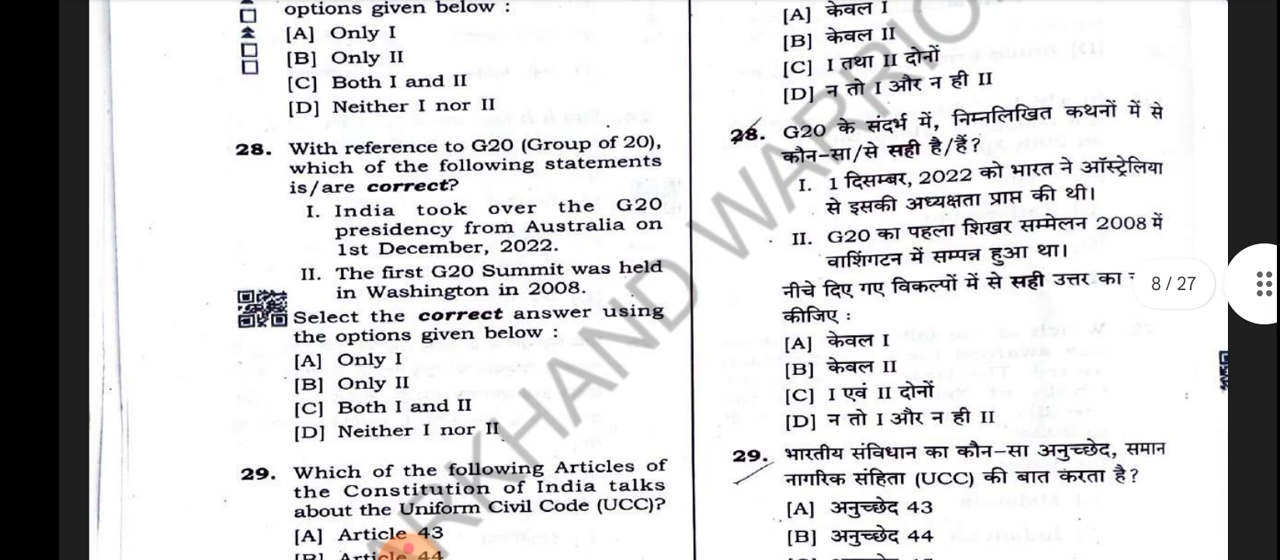 options given below :
[A] Only I
[B] Only II
[C] Both I and II
[D] Neither I nor II
28. With reference to G20 (Group of 20),
which of the following statements
is/are correct?
I. India took over the G20
presidency from Australia on
1st December, 2022.
II. The first G20 Summit was held
in Washington in 2008.
Select the correct answer using
the options given below :
[A] Only I
[B] Only II
[C] Both I and II
[D] Neither I nor II
29. Which of the following Articles of
the Constitution of India talks
about the Uniform Civil Code (UCC)?
[A] Article 43
[B] Article 44
[A] केवल I
[B] केवल II
[C] I तथा II दोनों
[D] न तो I और न ही II
28. G20 के संदर्भ में, निम्नलिखित कथनों में से
कौन-सा/से सही है/हैं?
I. 1 दिसम्बर, 2022 को भारत ने ऑस्ट्रेलिया
से इसकी अध्यक्षता प्राप्त की थी।
II. G20 का पहला शिखर सम्मेलन 2008 में
वाशिंगटन में सम्पन्न हुआ था।
नीचे दिए गए विकल्पों में से सही उत्तर का
कीजिए :
[A] केवल I
[B] केवल II
[C] I एवं II दोनों
[D] न तो I और न ही II
29. भारतीय संविधान का कौन-सा अनुच्छेद, समान
नागरिक संहिता (UCC) की बात करता है?
[A] अनुच्छेद 43
[B] अनुच्छेद 44
8 / 27
ARKHAND WARRIO